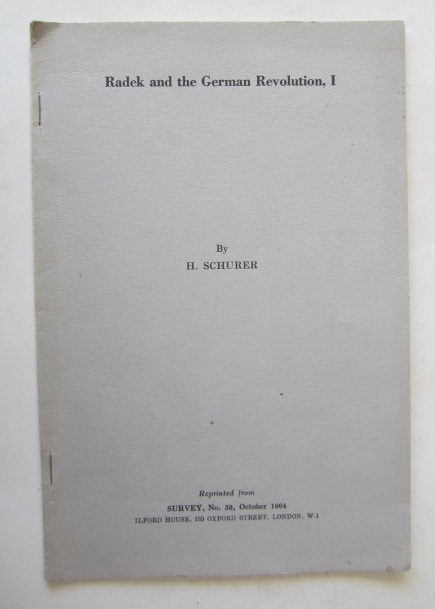 Radek and the German Revolution, I
By
H. SCHURER
Reprinted from
SURVEY, No. 53, October 1964
ILFORD HOUSE, 133 OXFORD STREET, LONDON, W.1